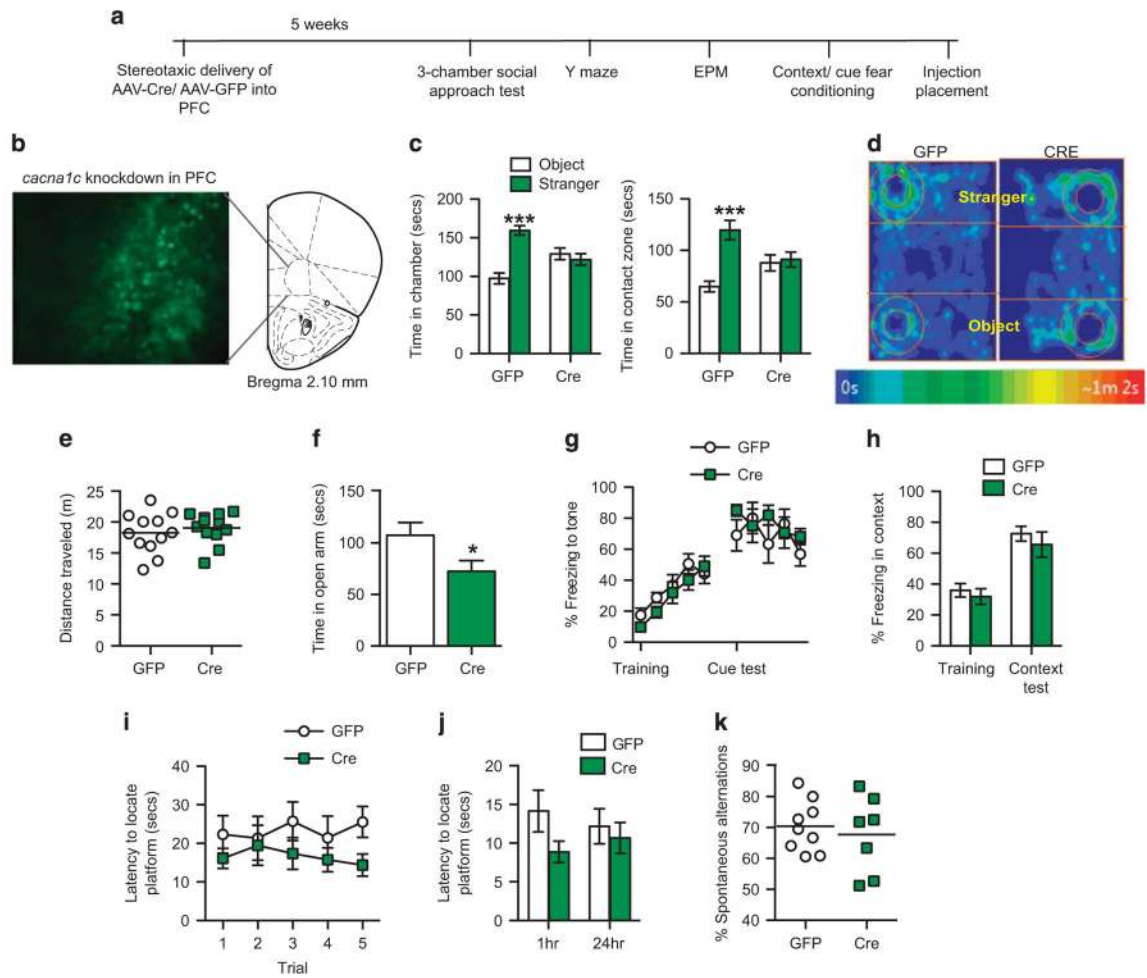 a
5 weeks
Stereotaxic delivery of
AAV-Cre/ AAV-GFP into
PFC
3-chamber social
approach test
Y maze
EPM
Context/ cue fear
conditioning
Injection
placement
b
cacna1c knockdown in PFC
Bregma 2.10 mm
c
Object
Stranger
Time in chamber (secs)
200
150
100
50
0
***
GFP
Cre
Time in contact zone (secs)
150
100
50
0
***
GFP
Cre
d
GFP
CRE
Stranger
Object
0s
~1m 2s
e
Distance traveled (m)
25
20
15
10
5
0
GFP
Cre
f
Time in open arm (secs)
150
100
50
0
*
GFP
Cre
g
GFP
Cre
% Freezing to tone
100
80
60
40
20
0
Training
Cue test
h
GFP
Cre
% Freezing in context
100
80
60
40
20
0
Training
Context
test
i
GFP
Cre
Latency to locate
platform (secs)
40
30
20
10
0
1 2 3 4 5
Trial
j
GFP
Cre
Latency to locate
platform (secs)
20
15
10
5
0
1hr
24hr
k
% Spontaneous alternations
90
80
70
60
50
40
GFP
Cre